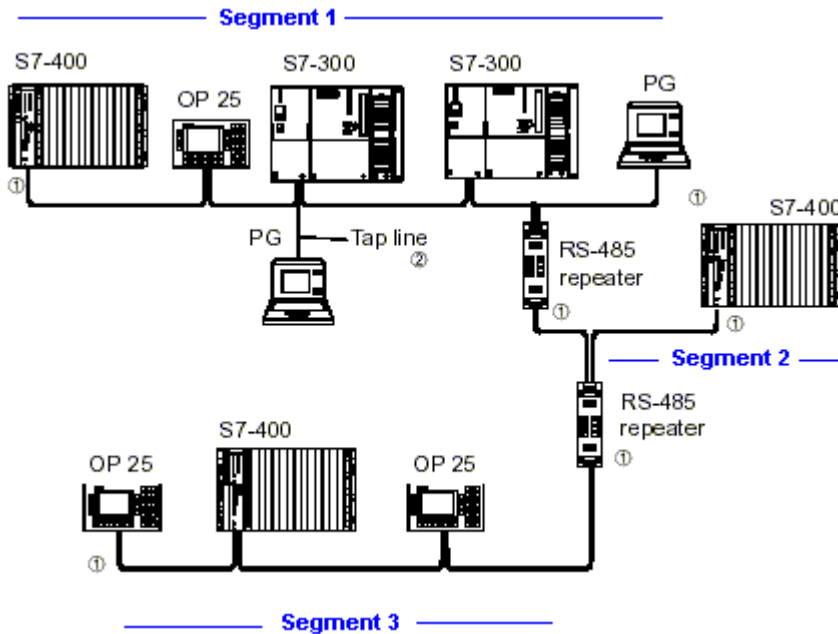 Segment 1
S7-400
OP 25
S7-300
S7-300
PG
①
①
S7-400
PG
Tap line
②
RS-485
repeater
①
①
Segment 2
RS-485
repeater
①
S7-400
OP 25
OP 25
①
Segment 3